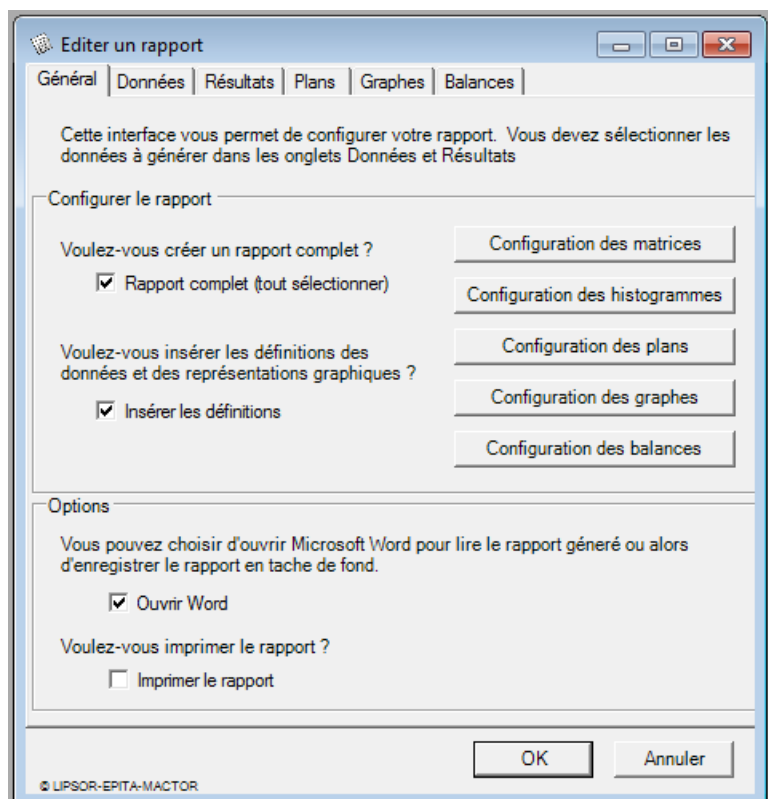 Editer un rapport
Général Données Résultats Plans Graphes Balances
Cette interface vous permet de configurer votre rapport. Vous devez sélectionner les
données à générer dans les onglets Données et Résultats
Configurer le rapport
Voulez-vous créer un rapport complet ?
Rapport complet (tout sélectionner)
Voulez-vous insérer les définitions des
données et des représentations graphiques ?
Insérer les définitions
Configuration des matrices
Configuration des histogrammes
Configuration des plans
Configuration des graphes
Configuration des balances
Options
Vous pouvez choisir d'ouvrir Microsoft Word pour lire le rapport géneré ou alors
d'enregistrer le rapport en tache de fond.
Ouvrir Word
Voulez-vous imprimer le rapport ?
Imprimer le rapport
OK Annuler
© LIPSOR-EPITA-MACTOR